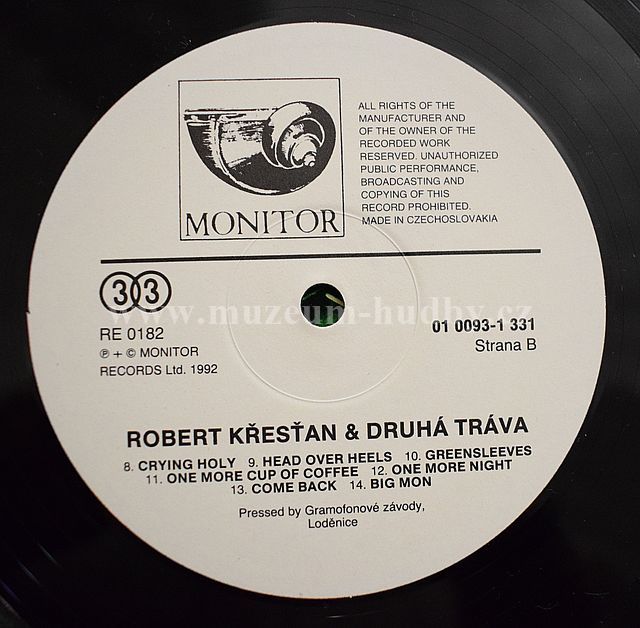 MONITOR
ALL RIGHTS OF THE
MANUFACTURER AND
OF THE OWNER OF THE
RECORDED WORK
RESERVED. UNAUTHORIZED
PUBLIC PERFORMANCE,
BROADCASTING AND
COPYING OF THIS
RECORD PROHIBITED.
MADE IN CZECHOSLOVAKIA
33
www.muzeum-hudby.cz
RE 0182
℗ + © MONITOR
RECORDS Ltd. 1992
01 0093-1 331
Strana B
ROBERT KŘESŤAN & DRUHÁ TRÁVA
8. CRYING HOLY 9. HEAD OVER HEELS 10. GREENSLEEVES
11. ONE MORE CUP OF COFFEE 12. ONE MORE NIGHT
13. COME BACK 14. BIG MON
Pressed by Gramofonové závody,
Loděnice